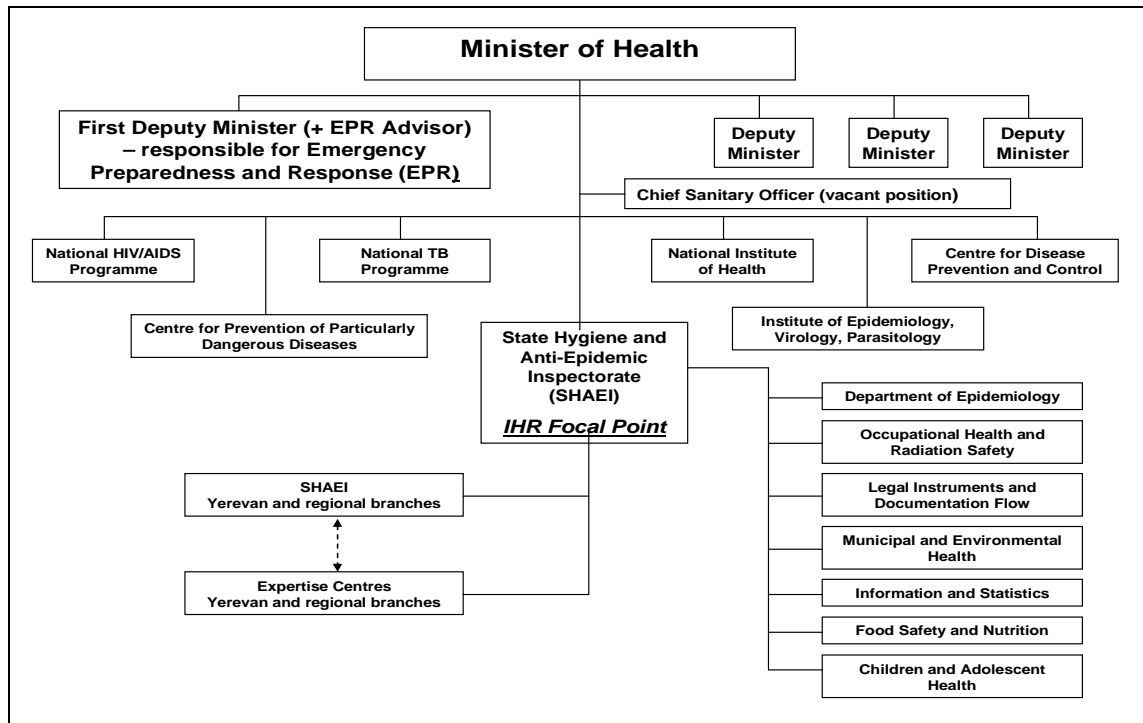 Minister of Health
First Deputy Minister (+ EPR Advisor)
– responsible for Emergency
Preparedness and Response (EPR)
Deputy
Minister
Deputy
Minister
Deputy
Minister
Chief Sanitary Officer (vacant position)
National HIV/AIDS
Programme
National TB
Programme
National Institute
of Health
Centre for Disease
Prevention and Control
Centre for Prevention of Particularly
Dangerous Diseases
Institute of Epidemiology,
Virology, Parasitology
State Hygiene and
Anti-Epidemic
Inspectorate
(SHAEI)
IHR Focal Point
Department of Epidemiology
Occupational Health and
Radiation Safety
Legal Instruments and
Documentation Flow
Municipal and Environmental
Health
Information and Statistics
Food Safety and Nutrition
Children and Adolescent
Health
SHAEI
Yerevan and regional branches
Expertise Centres
Yerevan and regional branches